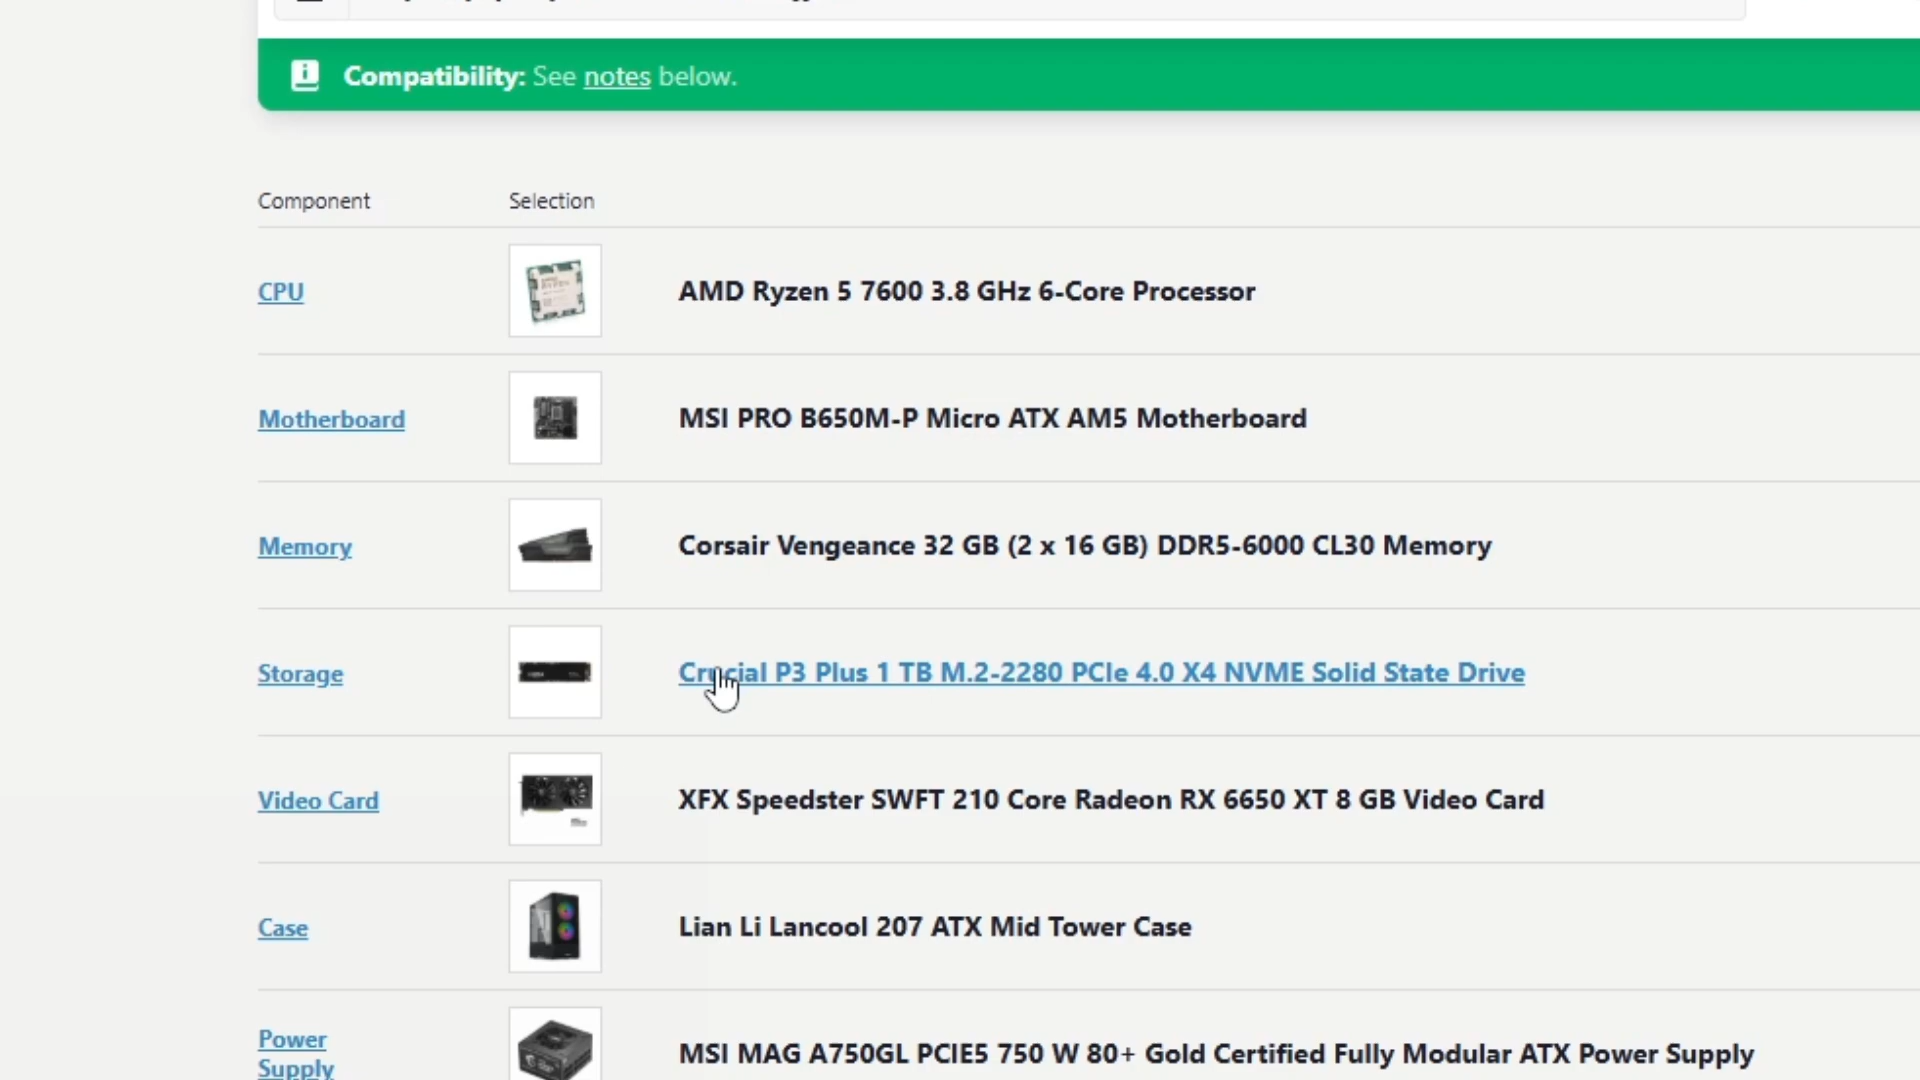 Compatibility: See notes below.
Component Selection
CPU AMD Ryzen 5 7600 3.8 GHz 6-Core Processor
Motherboard MSI PRO B650M-P Micro ATX AM5 Motherboard
Memory Corsair Vengeance 32 GB (2 x 16 GB) DDR5-6000 CL30 Memory
Storage Crucial P3 Plus 1 TB M.2-2280 PCIe 4.0 X4 NVME Solid State Drive
Video Card XFX Speedster SWFT 210 Core Radeon RX 6650 XT 8 GB Video Card
Case Lian Li Lancool 207 ATX Mid Tower Case
Power
Supply MSI MAG A750GL PCIE5 750 W 80+ Gold Certified Fully Modular ATX Power Supply